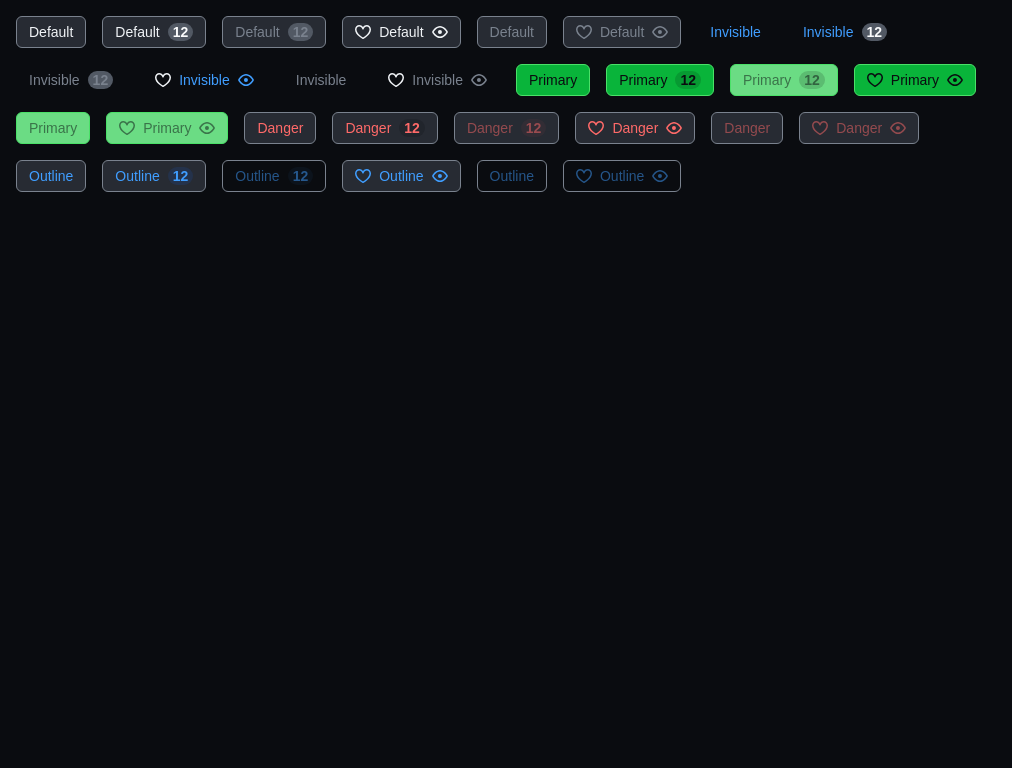 Default Default 12 Default 12 Default Default Default Invisible Invisible 12
Invisible 12 Invisible Invisible Invisible Primary Primary 12 Primary 12 Primary
Primary Primary Danger Danger 12 Danger 12 Danger Danger Danger
Outline Outline 12 Outline 12 Outline Outline Outline